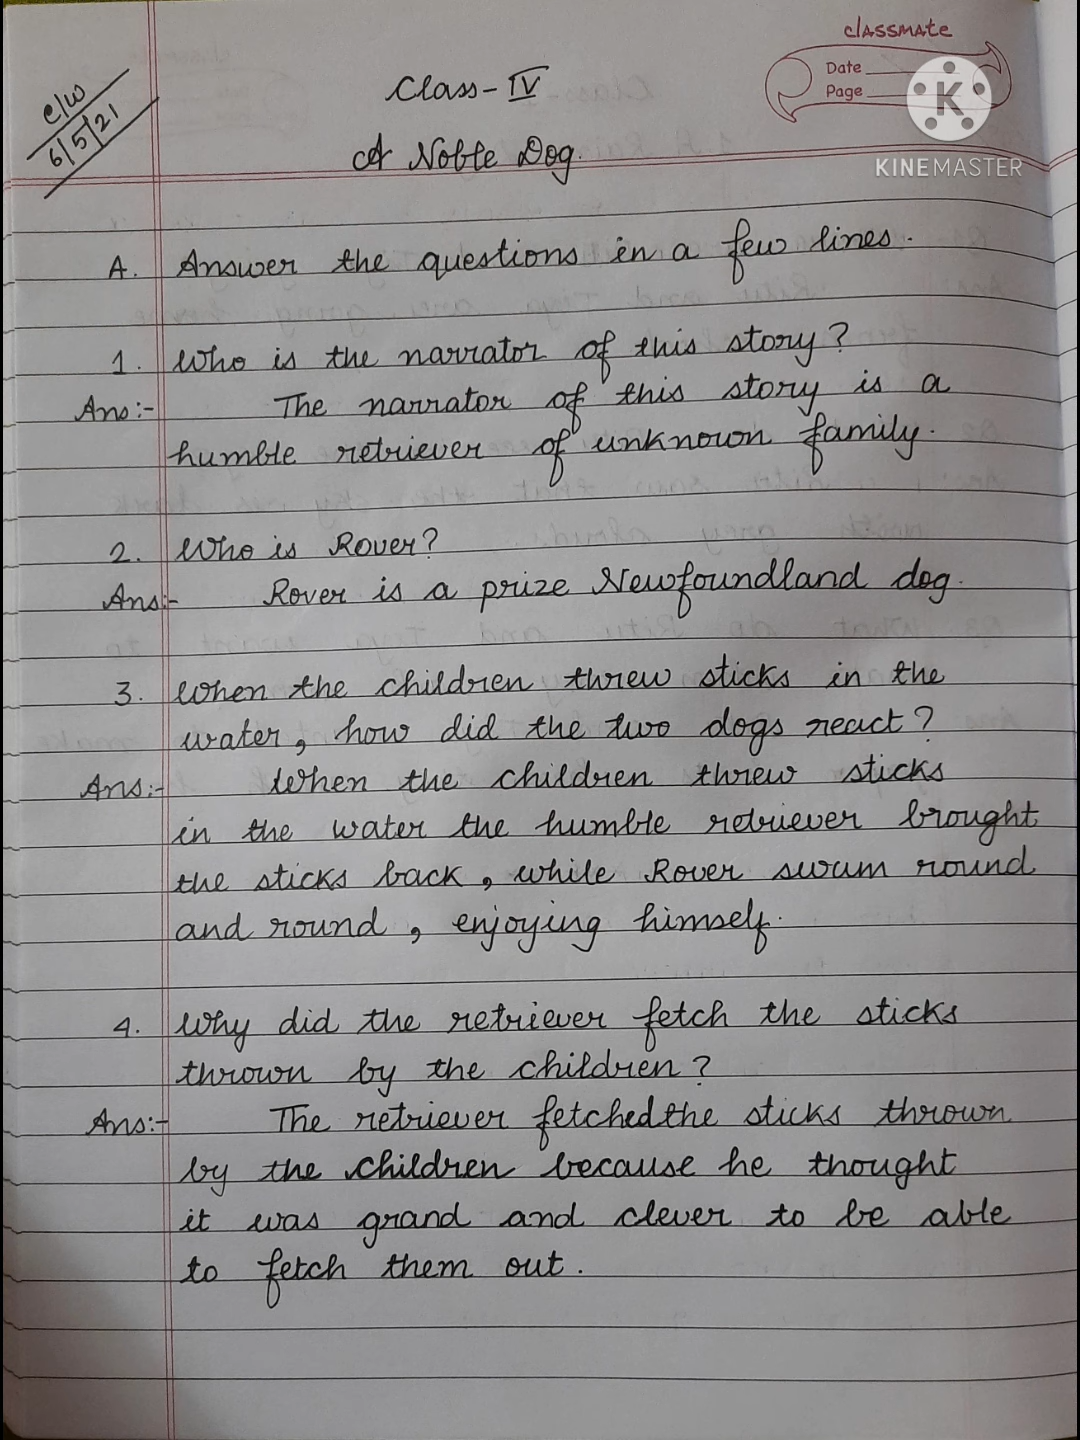 classmate
Date
Page
K
KINEMASTER
C/W
6/5/21
Class-IV
A Noble Dog.
A. Answer the questions in a few lines.
1. Who is the narrator of this story?
Ans:- The narrator of this story is a
humble retriever of unknown family.
2. Who is Rover?
Ans:- Rover is a prize Newfoundland dog.
3. When the children threw sticks in the
water, how did the two dogs react?
Ans:- When the children threw sticks
in the water the humble retriever brought
the sticks back, while Rover swum round
and round, enjoying himself.
4. Why did the retriever fetch the sticks
thrown by the children?
Ans:- The retriever fetched the sticks thrown
by the children because he thought
it was grand and clever to be able
to fetch them out.